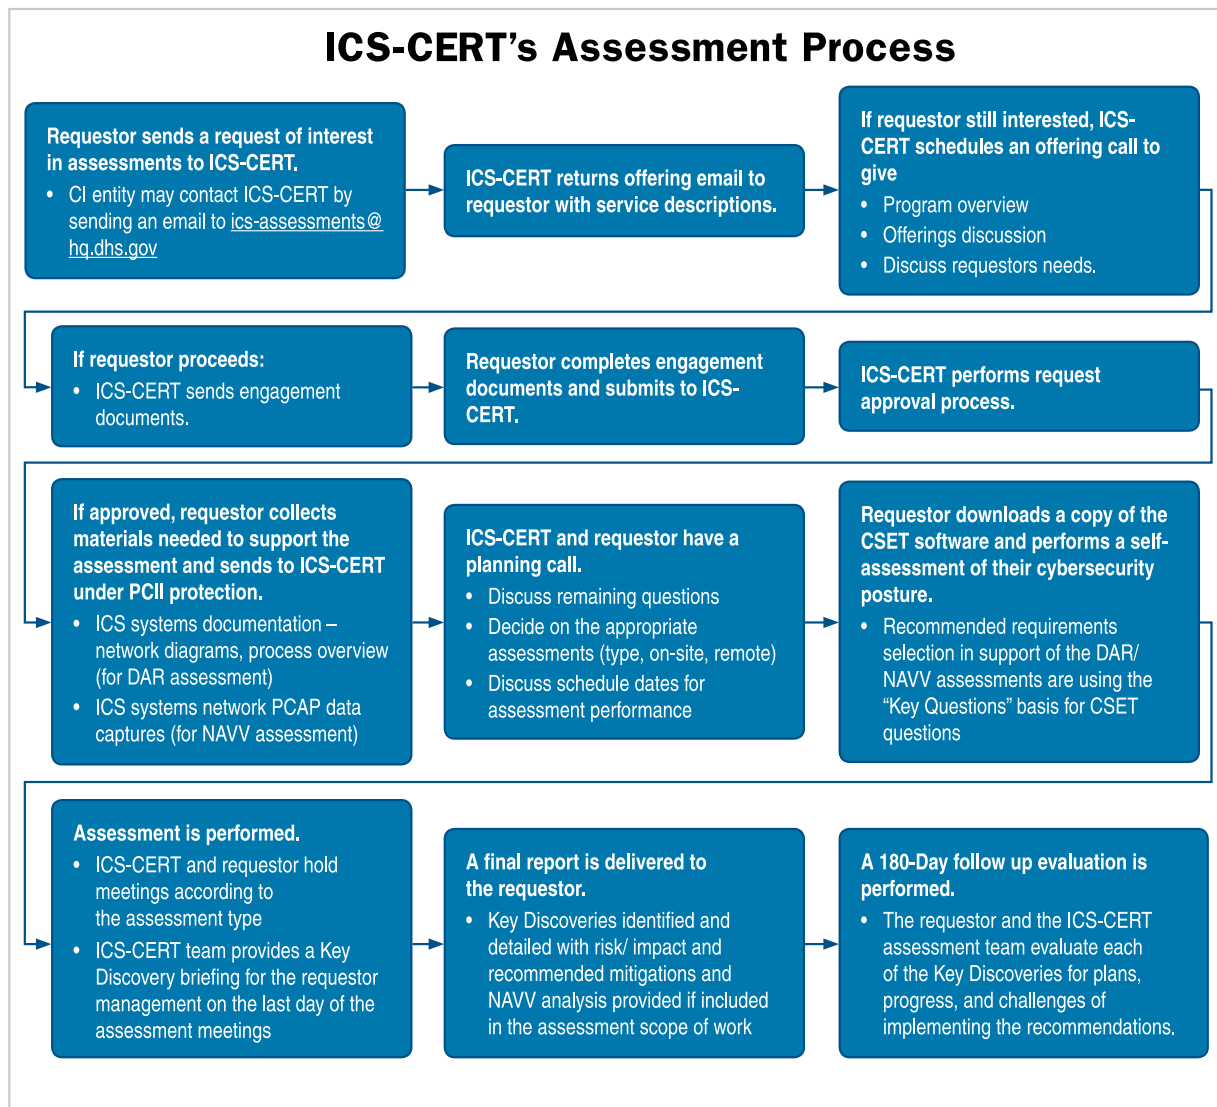 ICS-CERT's Assessment Process
Requestor sends a request of interest
in assessments to ICS-CERT.
• CI entity may contact ICS-CERT by
sending an email to ics-assessments@
hq.dhs.gov
ICS-CERT returns offering email to
requestor with service descriptions.
If requestor still interested, ICS-
CERT schedules an offering call to
give
• Program overview
• Offerings discussion
• Discuss requestors needs.
If requestor proceeds:
• ICS-CERT sends engagement
documents.
Requestor completes engagement
documents and submits to ICS-
CERT.
ICS-CERT performs request
approval process.
If approved, requestor collects
materials needed to support the
assessment and sends to ICS-CERT
under PCII protection.
• ICS systems documentation –
network diagrams, process overview
(for DAR assessment)
• ICS systems network PCAP data
captures (for NAVV assessment)
ICS-CERT and requestor have a
planning call.
• Discuss remaining questions
• Decide on the appropriate
assessments (type, on-site, remote)
• Discuss schedule dates for
assessment performance
Requestor downloads a copy of the
CSET software and performs a self-
assessment of their cybersecurity
posture.
• Recommended requirements
selection in support of the DAR/
NAVV assessments are using the
“Key Questions” basis for CSET
questions
Assessment is performed.
• ICS-CERT and requestor hold
meetings according to
the assessment type
• ICS-CERT team provides a Key
Discovery briefing for the requestor
management on the last day of the
assessment meetings
A final report is delivered to
the requestor.
• Key Discoveries identified and
detailed with risk/ impact and
recommended mitigations and
NAVV analysis provided if included
in the assessment scope of work
A 180-Day follow up evaluation is
performed.
• The requestor and the ICS-CERT
assessment team evaluate each
of the Key Discoveries for plans,
progress, and challenges of
implementing the recommendations.